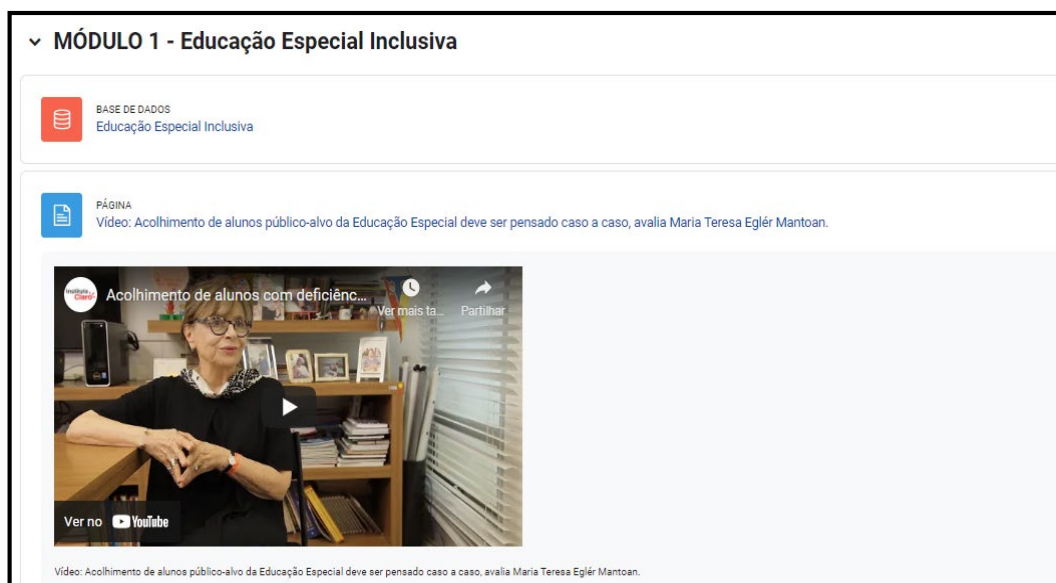 MÓDULO 1 - Educação Especial Inclusiva
BASE DE DADOS
Educação Especial Inclusiva
PÁGINA
Vídeo: Acolhimento de alunos público-alvo da Educação Especial deve ser pensado caso a caso, avalia Maria Teresa Eglér Mantoan.
Instituto Claro
Acolhimento de alunos com deficiênc...
Ver mais ta...
Partilhar
Ver no YouTube
Vídeo: Acolhimento de alunos público-alvo da Educação Especial deve ser pensado caso a caso, avalia Maria Teresa Eglér Mantoan.